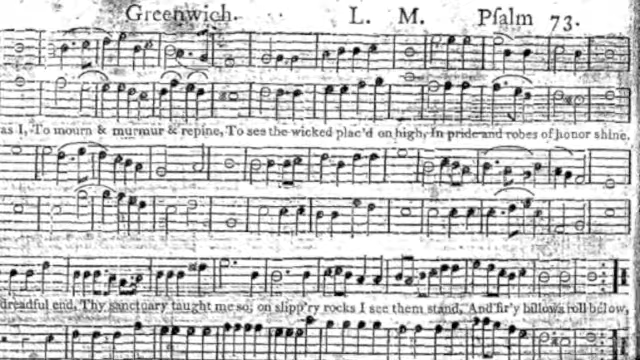 Greenwich. L. M. Psalm 73.
as I, To mourn & murmur & repine, To see the wicked plac'd on high, In pride and robes of honor shine.
dreadful end, Thy sanctuary taught me so; on slipp'ry rocks I see them stand, And fir'y billows roll below,